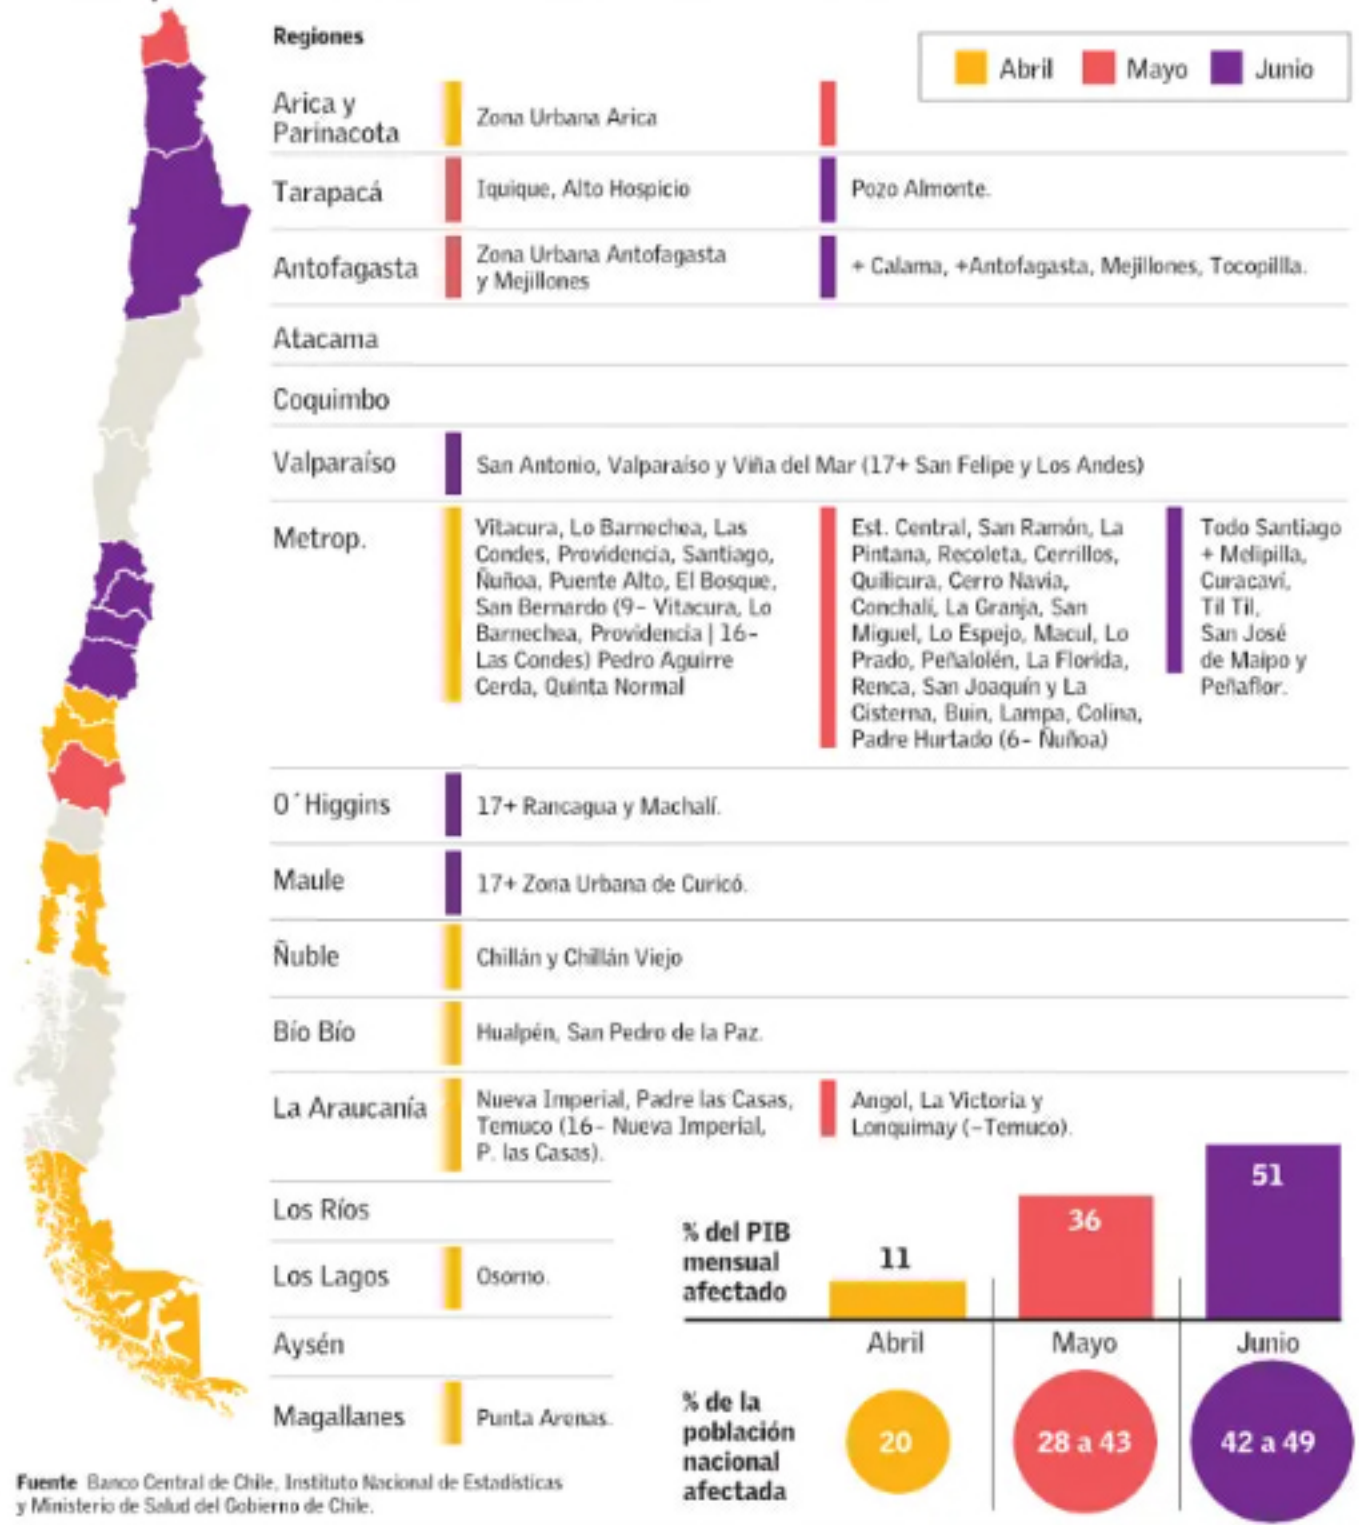 Regiones
Abril
Mayo
Junio
Arica y
Parinacota
Zona Urbana Arica
Tarapacá
Iquique, Alto Hospicio
Pozo Almonte.
Antofagasta
Zona Urbana Antofagasta
y Mejillones
+ Calama, +Antofagasta, Mejillones, Tocopillla.
Atacama
Coquimbo
Valparaíso
San Antonio, Valparaíso y Viña del Mar (17+ San Felipe y Los Andes)
Metrop.
Vitacura, Lo Barnechea, Las
Condes, Providencia, Santiago,
Ñuñoa, Puente Alto, El Bosque,
San Bernardo (9- Vitacura, Lo
Barnechea, Providencia | 16-
Las Condes) Pedro Aguirre
Cerda, Quinta Normal
Est. Central, San Ramón, La
Pintana, Recoleta, Cerrillos,
Quilicura, Cerro Navia,
Conchalí, La Granja, San
Miguel, Lo Espejo, Macul, Lo
Prado, Peñalolén, La Florida,
Renca, San Joaquín y La
Cisterna, Buin, Lampa, Colina,
Padre Hurtado (6- Ñuñoa)
Todo Santiago
+ Melipilla,
Curacaví,
Til Til,
San José
de Maipo y
Peñaflor.
O´Higgins
17+ Rancagua y Machalí.
Maule
17+ Zona Urbana de Curicó.
Ñuble
Chillán y Chillán Viejo
Bío Bío
Hualpén, San Pedro de la Paz.
La Araucanía
Nueva Imperial, Padre las Casas,
Temuco (16- Nueva Imperial,
P. las Casas).
Angol, La Victoria y
Lonquimay (-Temuco).
Los Ríos
Los Lagos
Osorno.
Aysén
Magallanes
Punta Arenas.
% del PIB
mensual
afectado
11
36
51
Abril
Mayo
Junio
% de la
población
nacional
afectada
20
28 a 43
42 a 49
Fuente Banco Central de Chile, Instituto Nacional de Estadísticas
y Ministerio de Salud del Gobierno de Chile.